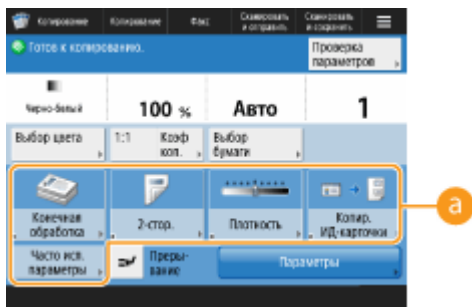 Копирование Копирование Факс Сканировать и отправить Сканировать и сохранить
Готов к копированию.
Проверка параметров
Черно-белый 100 % Авто 1
Выбор цвета 1:1 Коэф коп. Выбор бумаги
Конечная обработка 2-стор. Плотность Копир. ИД-карточки
Часто исп. параметры Преры- вание Параметры
a